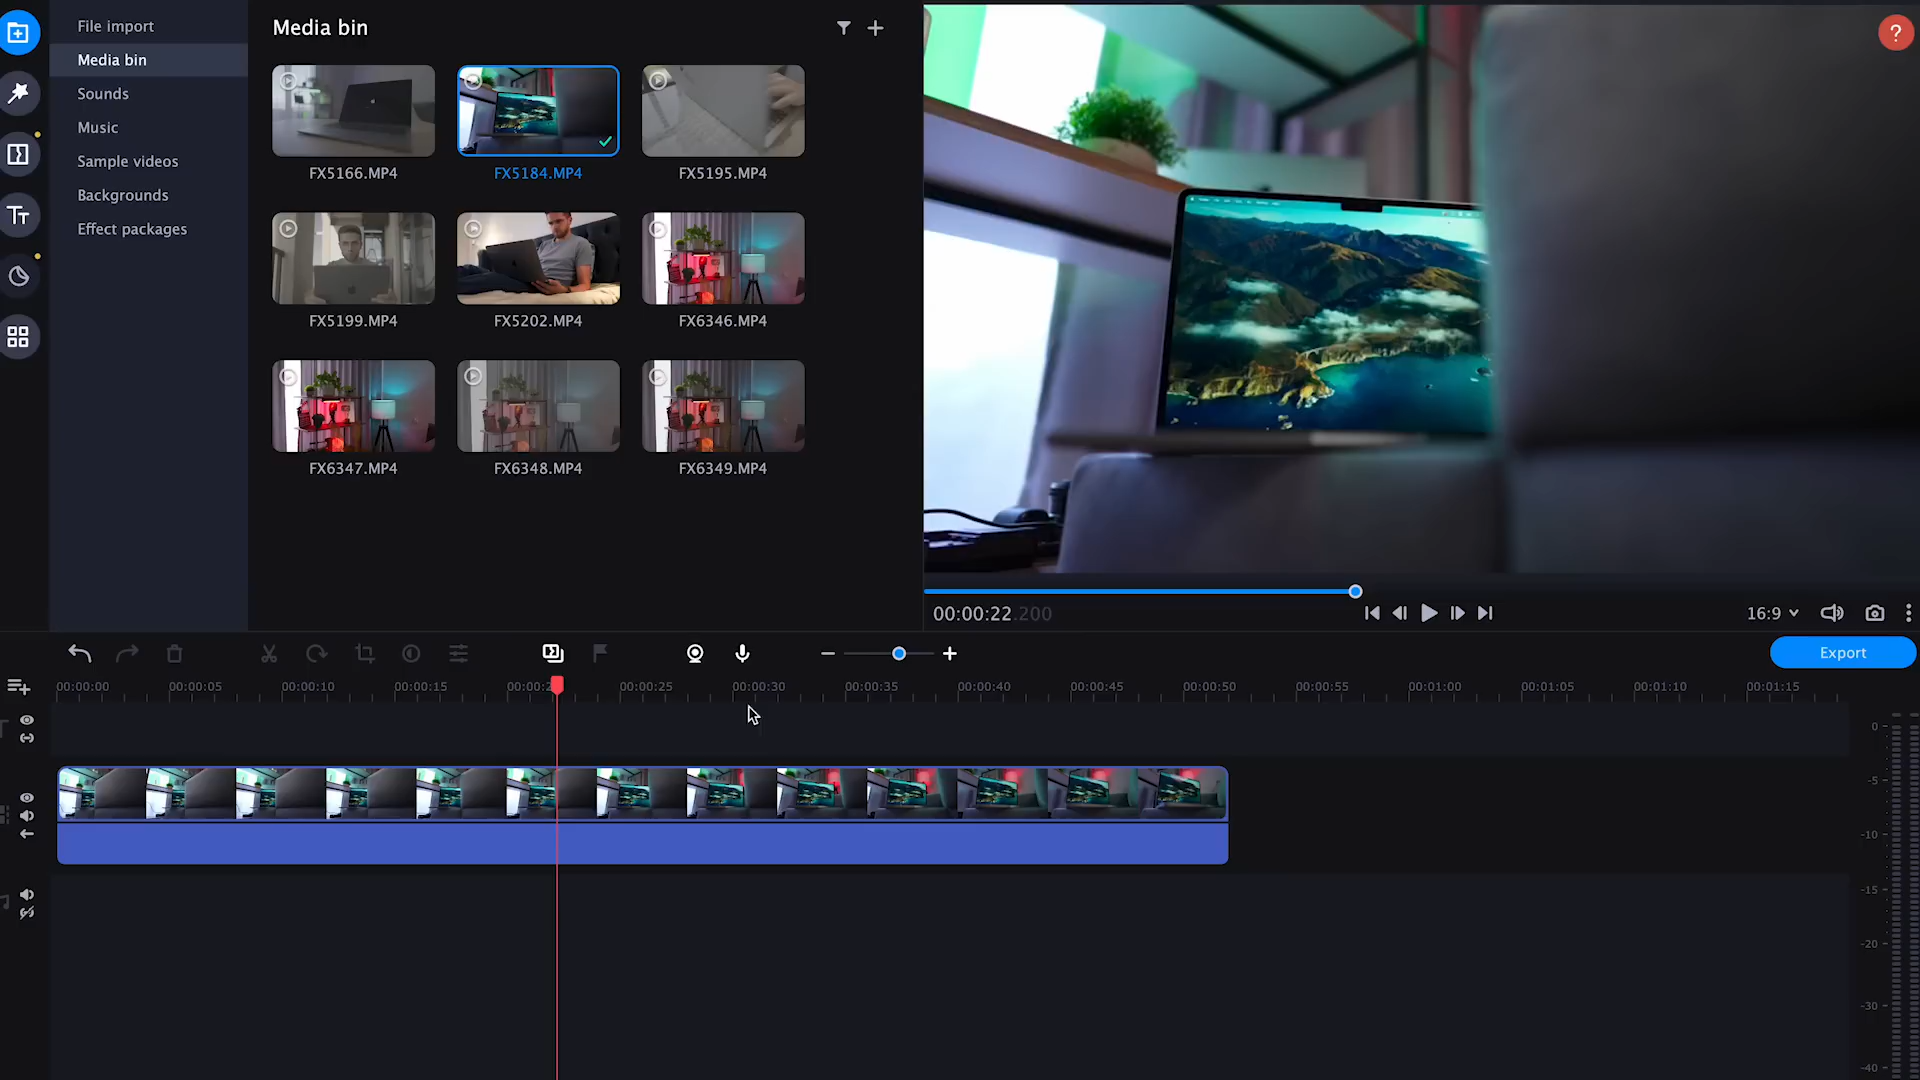 File import
Media bin
Sounds
Music
Sample videos
Backgrounds
Effect packages
Media bin
FX5166.MP4
FX5184.MP4
FX5195.MP4
FX5199.MP4
FX5202.MP4
FX6346.MP4
FX6347.MP4
FX6348.MP4
FX6349.MP4
?
00:00:22.200
16:9
Export
00:00:00 00:00:05 00:00:10 00:00:15 00:00:2 00:00:25 00:00:30 00:00:35 00:00:40 00:00:45 00:00:50 00:00:55 00:01:00 00:01:05 00:01:10 00:01:15
0
-5
-10
-15
-20
-30
-40
Tт